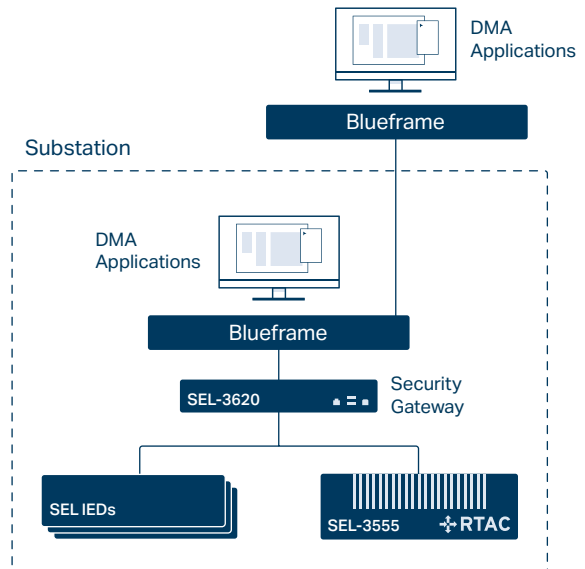 DMA
Applications
Blueframe
Substation
DMA
Applications
Blueframe
SEL-3620
Security
Gateway
SEL IEDs
SEL-3555
RTAC